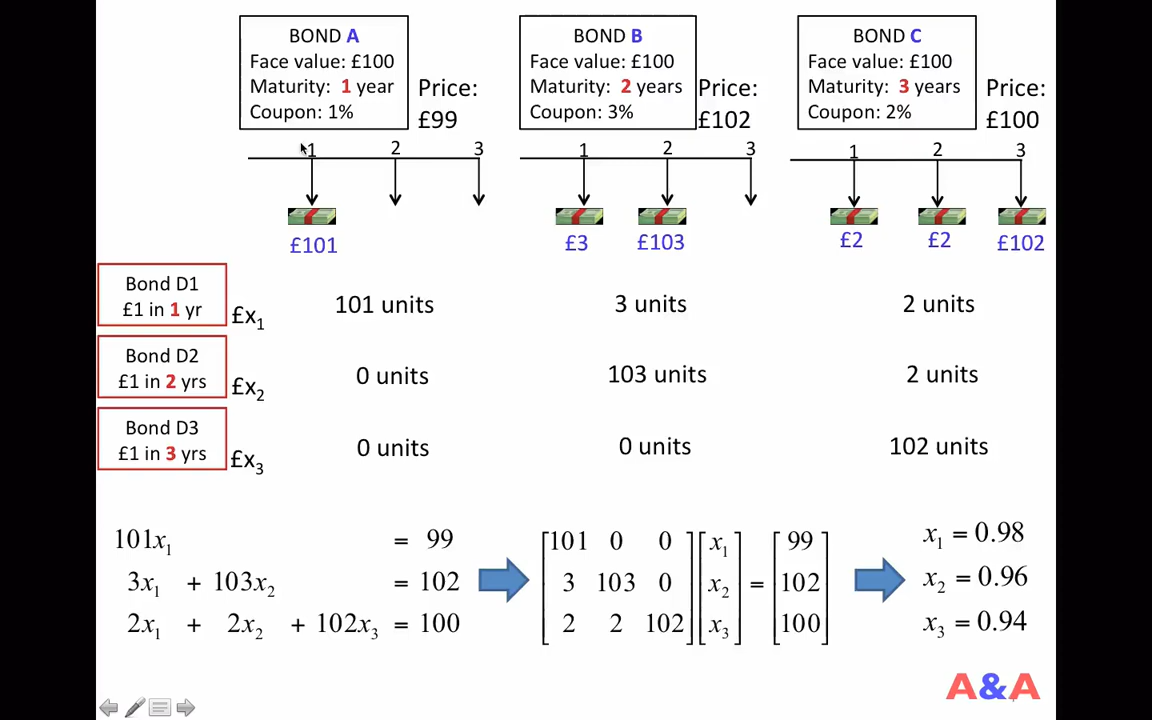 BOND A
Face value: £100
Maturity: 1 year
Coupon: 1%
Price:
£99
BOND B
Face value: £100
Maturity: 2 years
Coupon: 3%
Price:
£102
BOND C
Face value: £100
Maturity: 3 years
Coupon: 2%
Price:
£100
1 2 3
1 2 3
1 2 3
£101
£3 £103
£2 £2 £102
Bond D1
£1 in 1 yr
£x₁
101 units
3 units
2 units
Bond D2
£1 in 2 yrs
£x₂
0 units
103 units
2 units
Bond D3
£1 in 3 yrs
£x₃
0 units
0 units
102 units
101x₁ = 99
3x₁ + 103x₂ = 102
2x₁ + 2x₂ + 102x₃ = 100
101 0 0
3 103 0
2 2 102
x₁
x₂
x₃
=
99
102
100
x₁ = 0.98
x₂ = 0.96
x₃ = 0.94
A&A